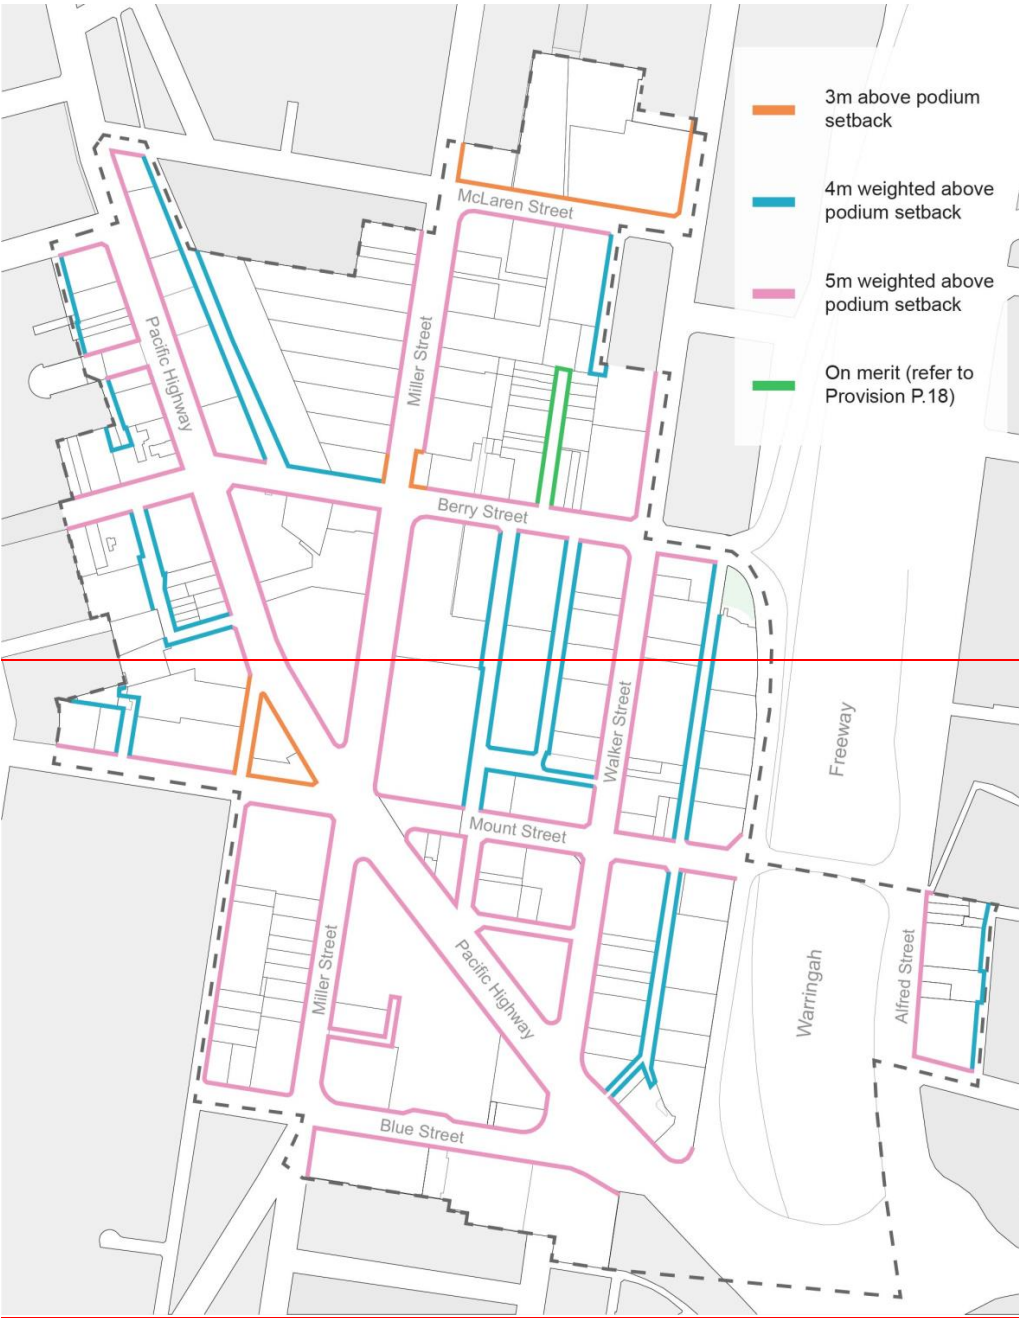 3m above podium
setback
4m weighted above
podium setback
5m weighted above
podium setback
On merit (refer to
Provision P.18)
McLaren Street
Pacific Highway
Miller Street
Berry Street
Walker Street
Freeway
Mount Street
Miller Street
Pacific Highway
Warringah
Alfred Street
Blue Street